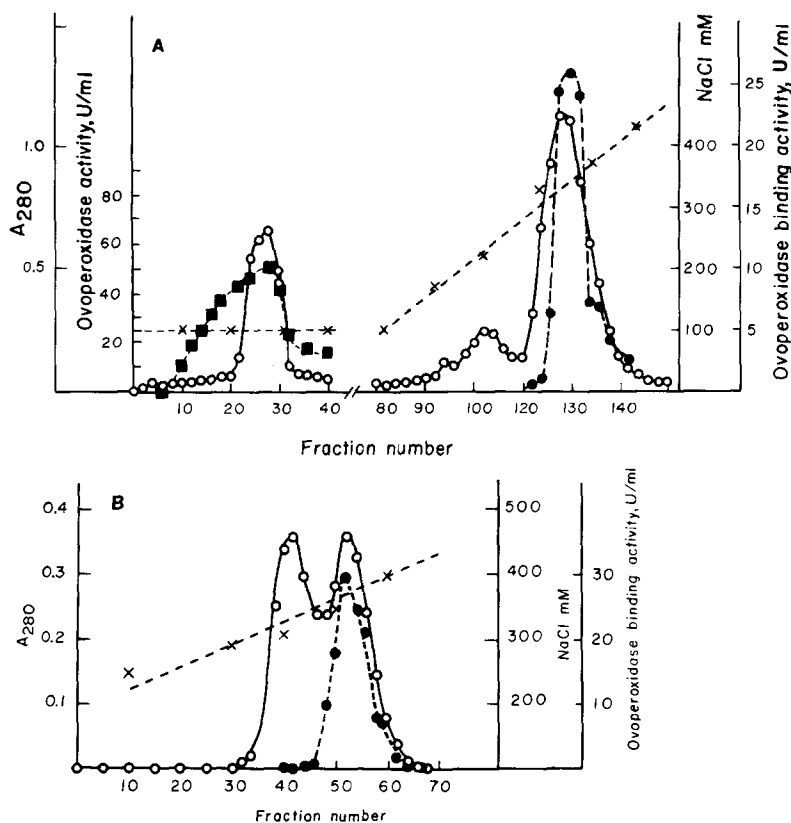 A
A280
1.0
0.5
Ovoperoxidase activity, U/ml
80
60
40
20
NaCl mM
400
300
200
100
Ovoperoxidase binding activity, U/ml
25
20
15
10
5
10 20 30 40 80 90 100 120 130 140
Fraction number
B
A280
0.4
0.3
0.2
0.1
NaCl mM
500
400
300
200
Ovoperoxidase binding activity, U/ml
30
20
10
10 20 30 40 50 60 70
Fraction number